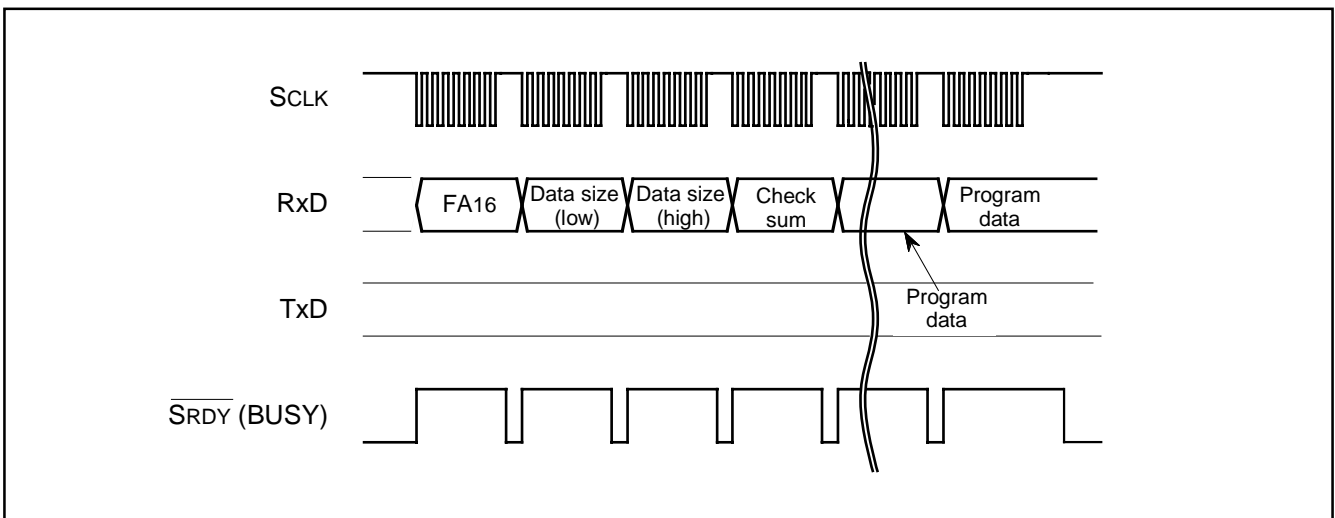 SCLK
RxD
FA16
Data size
(low)
Data size
(high)
Check
sum
Program
data
Program
data
TxD
SRDY (BUSY)